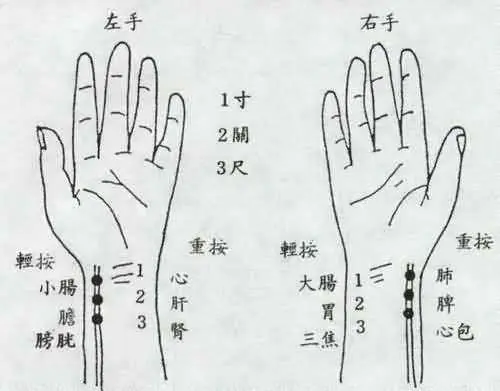 左手
右手
1寸
2關
3尺
輕按
重按
小腸 1 心
膽 2 肝
膀胱 3 腎
輕按
重按
大腸 1 肺
胃 2 脾
三焦 3 心包